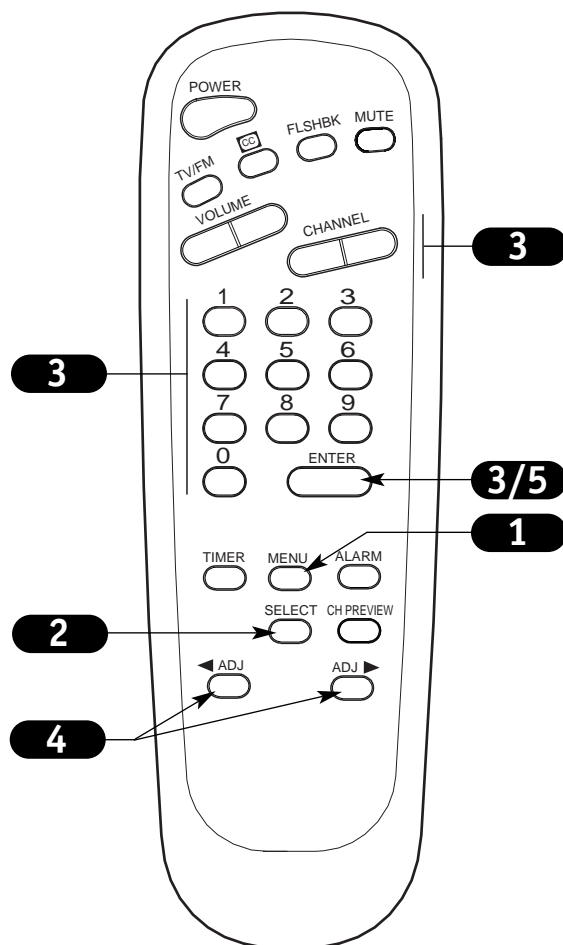 POWER
CC
FLSHBK
MUTE
TV/FM
VOLUME
CHANNEL
3
1 2 3
3
4 5 6
7 8 9
0
ENTER
3/5
1
TIMER MENU ALARM
SELECT CH PREVIEW
2
◀ ADJ ADJ ▶
4